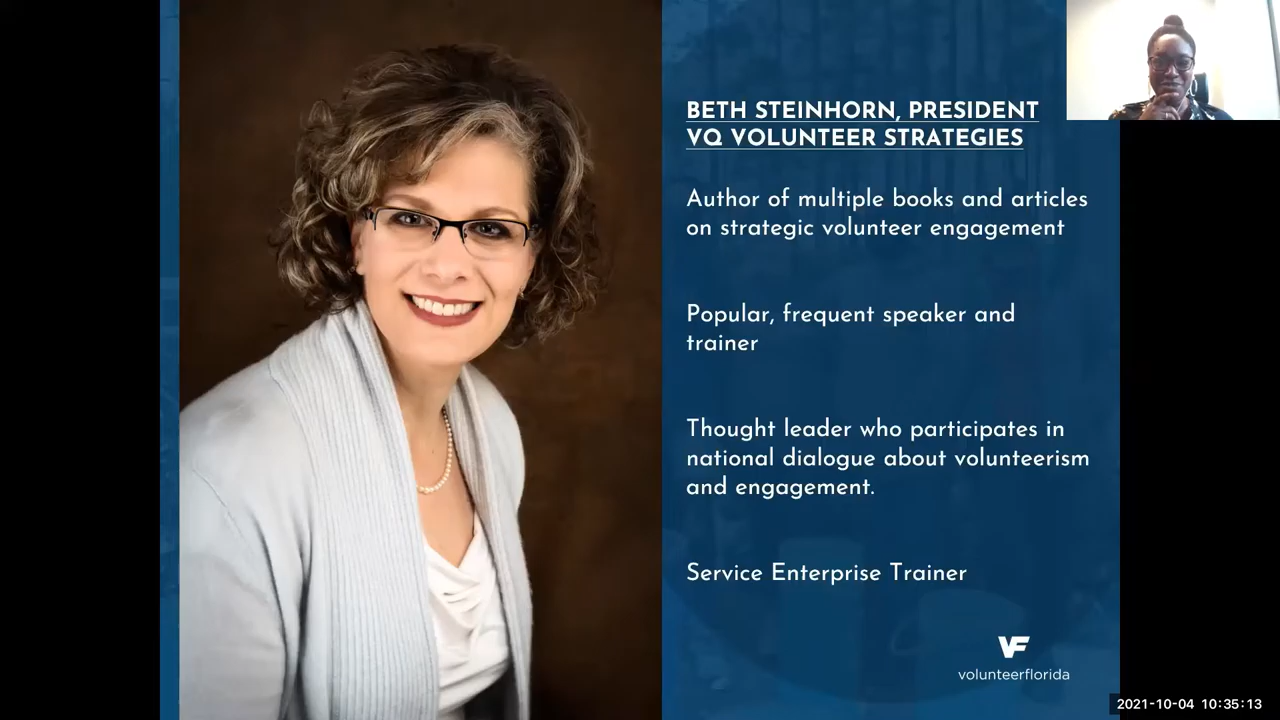 BETH STEINHORN, PRESIDENT
VQ VOLUNTEER STRATEGIES
Author of multiple books and articles
on strategic volunteer engagement
Popular, frequent speaker and
trainer
Thought leader who participates in
national dialogue about volunteerism
and engagement.
Service Enterprise Trainer
VF
volunteerflorida
2021-10-04 10:35:13